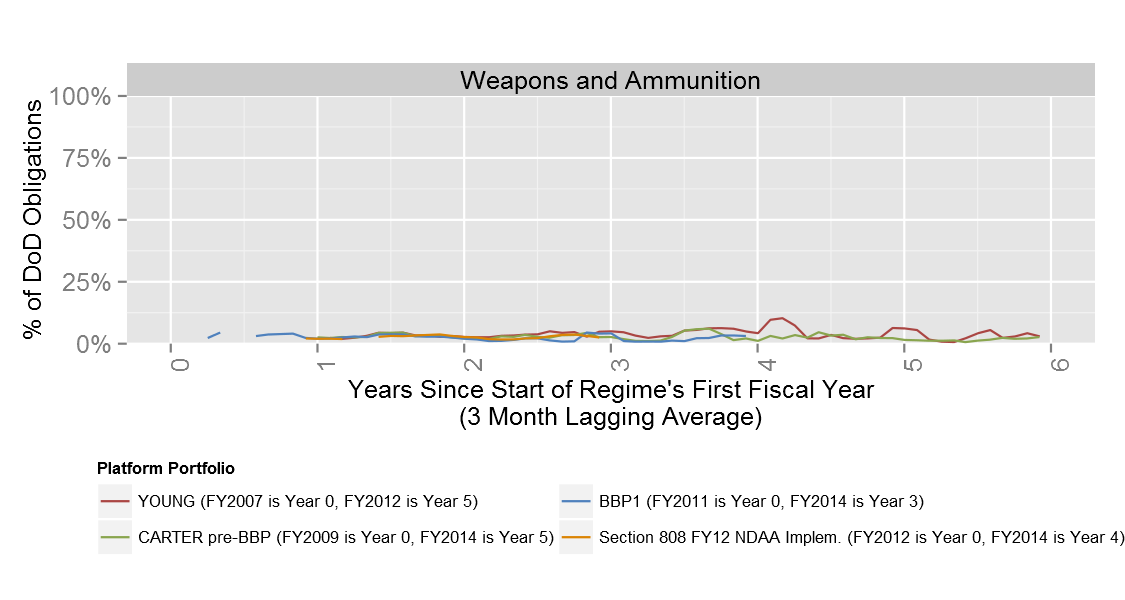 Weapons and Ammunition
100%
75%
50%
25%
0%
% of DoD Obligations
0 1 2 3 4 5 6
Years Since Start of Regime's First Fiscal Year
(3 Month Lagging Average)
Platform Portfolio
YOUNG (FY2007 is Year 0, FY2012 is Year 5)
BBP1 (FY2011 is Year 0, FY2014 is Year 3)
CARTER pre-BBP (FY2009 is Year 0, FY2014 is Year 5)
Section 808 FY12 NDAA Implem. (FY2012 is Year 0, FY2014 is Year 4)